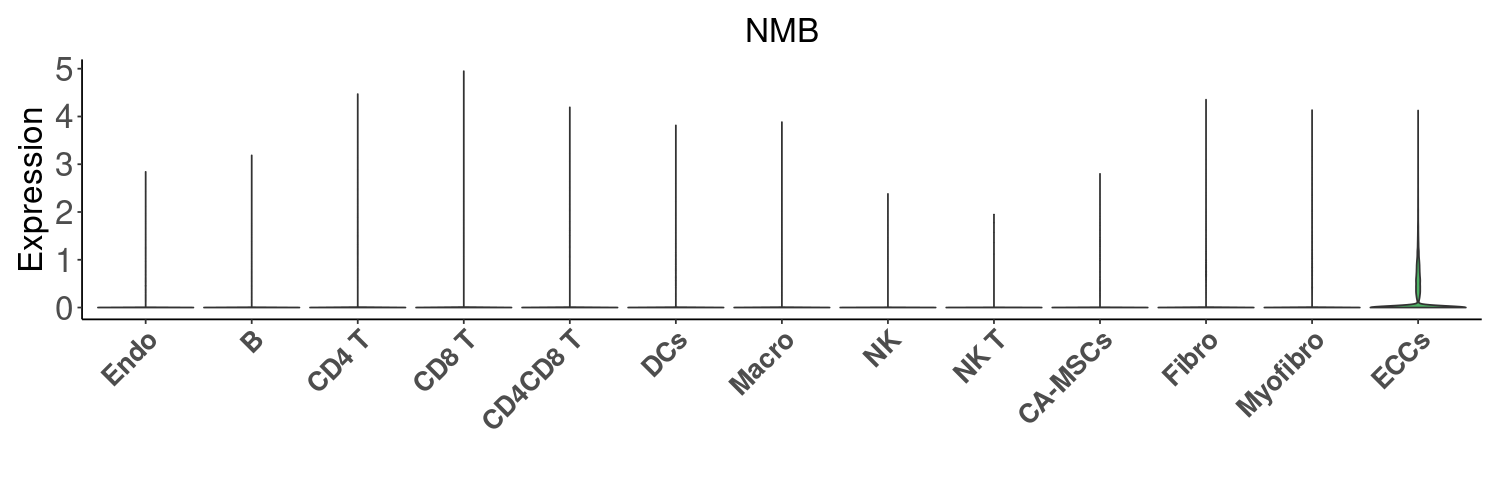 NMB
Expression
5
4
3
2
1
0
Endo
B
CD4 T
CD8 T
CD4CD8 T
DCs
Macro
NK
NK T
CA-MSCs
Fibro
Myofibro
ECCs